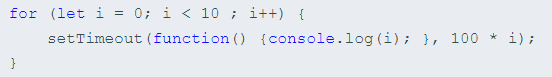 for (let i = 0; i < 10 ; i++) {
    setTimeout(function() {console.log(i); }, 100 * i);
}